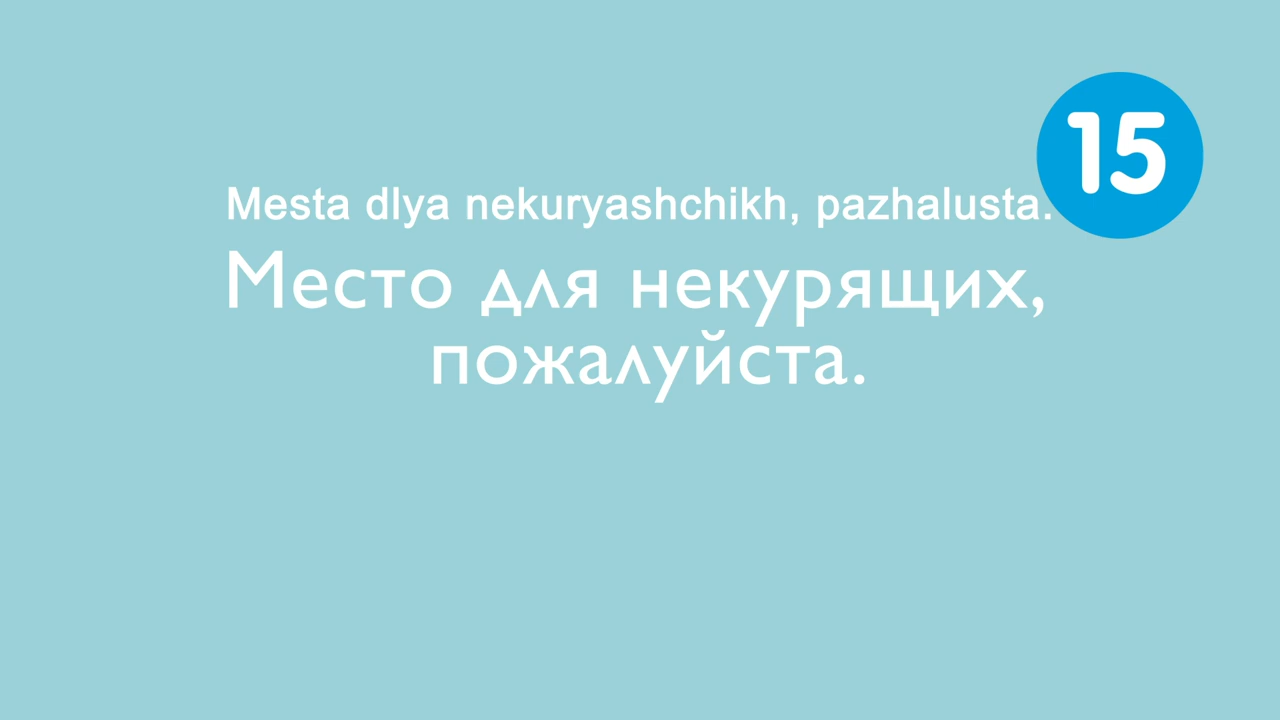 15
Mesta dlya nekuryashchikh, pazhalusta.
Место для некурящих,
пожалуйста.